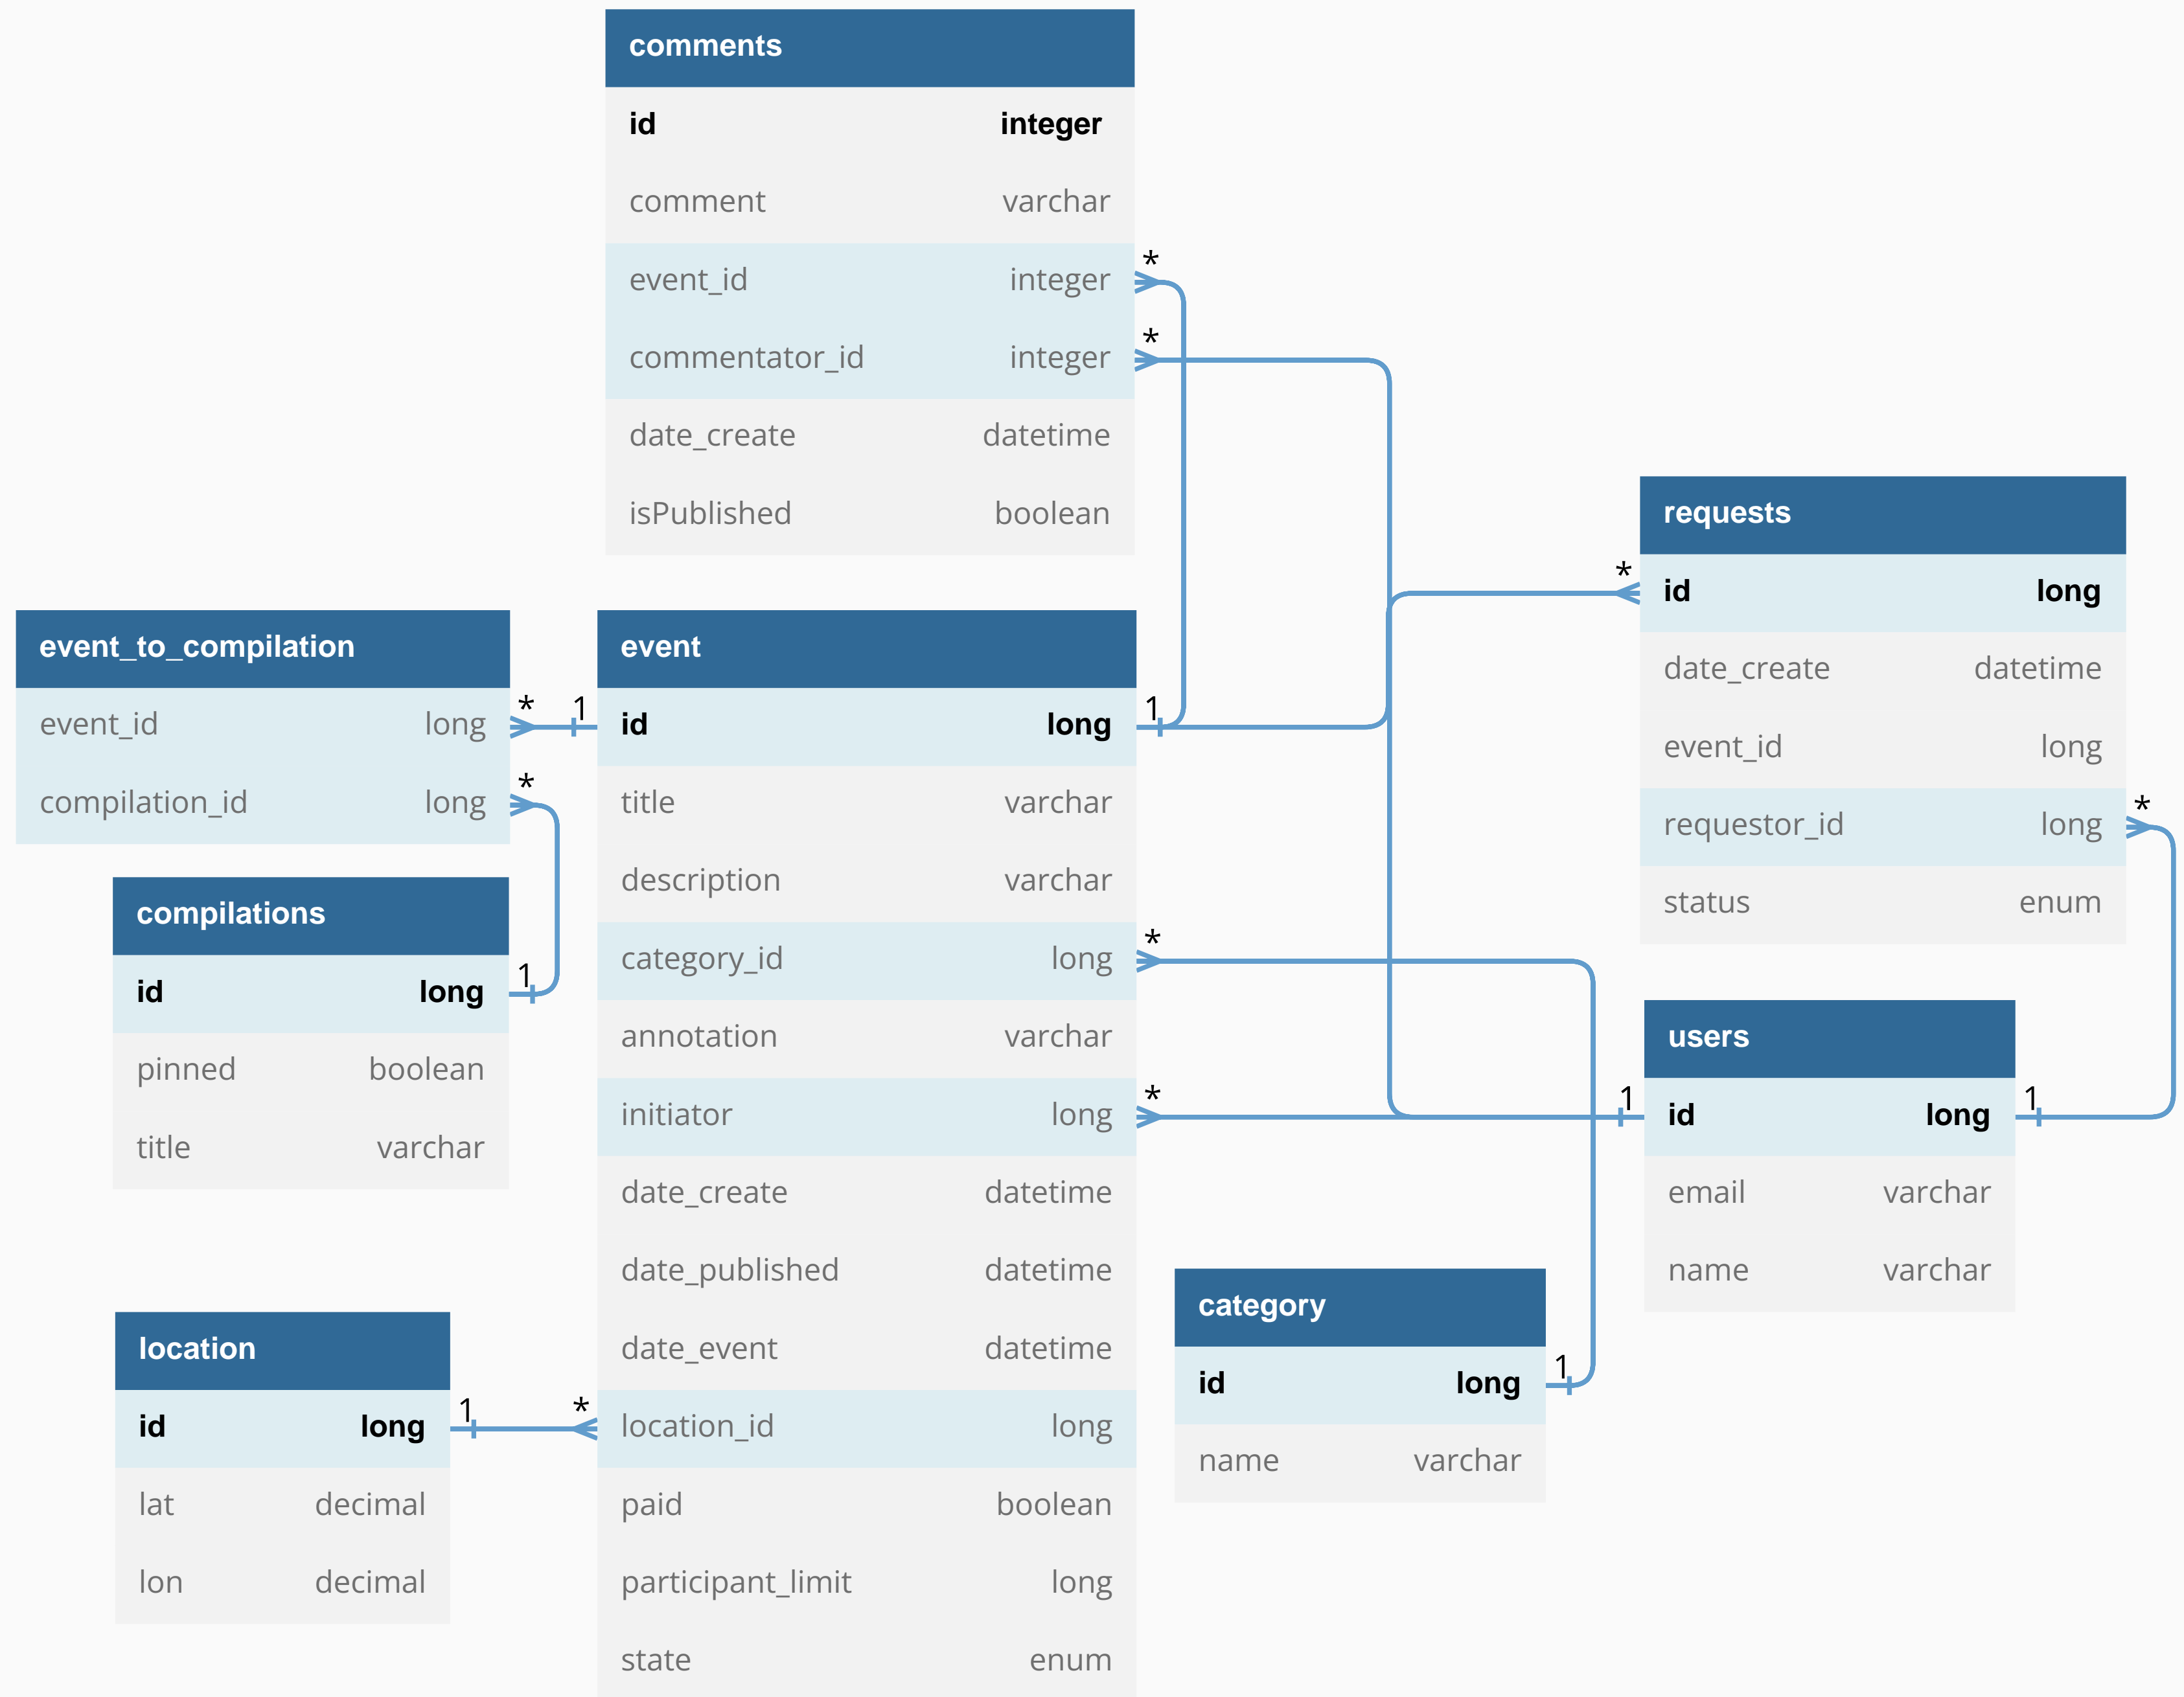 comments
id integer
comment varchar
event_id integer *
commentator_id integer *
date_create datetime
isPublished boolean
event_to_compilation
event_id long *
compilation_id long *
compilations
id long 1
pinned boolean
title varchar
location
id long 1
lat decimal
lon decimal
event
1 id long 1
title varchar
description varchar
category_id long *
annotation varchar
initiator long *
date_create datetime
date_published datetime
date_event datetime
* location_id long
paid boolean
participant_limit long
state enum
requests
* id long
date_create datetime
event_id long
requestor_id long *
status enum
users
1 id long 1
email varchar
name varchar
category
id long 1
name varchar